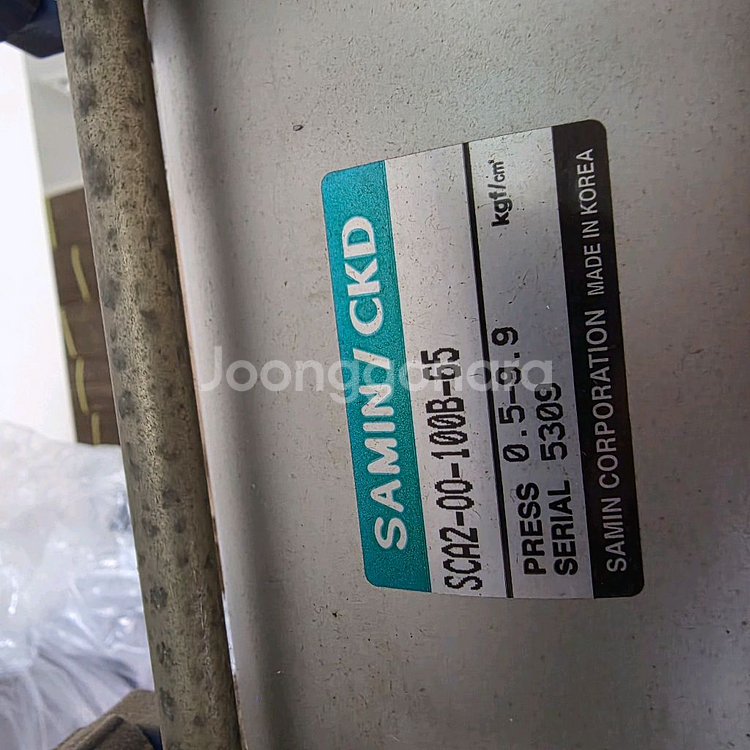 SAMIN/CKD
SCA2-00-100B-65
PRESS 0.5-9.9 kgf/cm²
SERIAL 5309
SAMIN CORPORATION MADE IN KOREA
Joonggonara